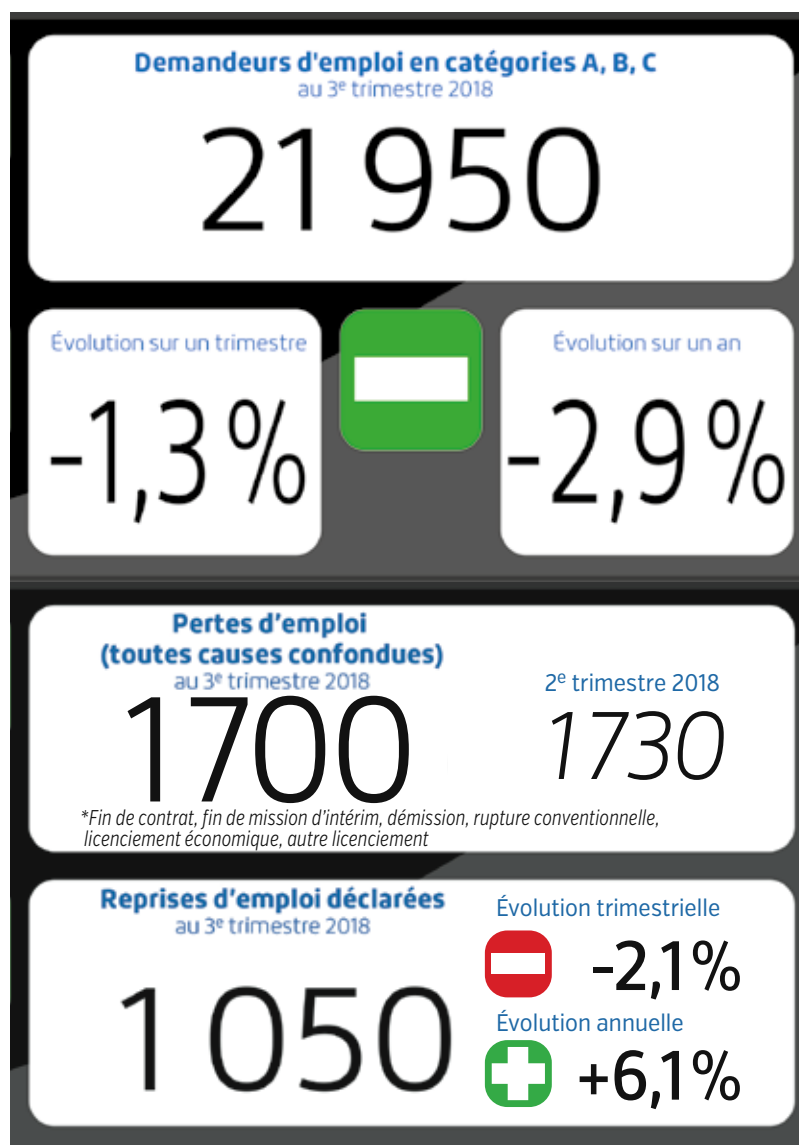 Demandeurs d'emploi en catégories A, B, C
au 3e trimestre 2018
21 950
Évolution sur un trimestre
-1,3 %
Évolution sur un an
-2,9 %
Pertes d’emploi
(toutes causes confondues)
au 3e trimestre 2018
1700
2e trimestre 2018
1730
*Fin de contrat, fin de mission d’intérim, démission, rupture conventionnelle,
licenciement économique, autre licenciement
Reprises d’emploi déclarées
au 3e trimestre 2018
1 050
Évolution trimestrielle
-2,1%
Évolution annuelle
+6,1%